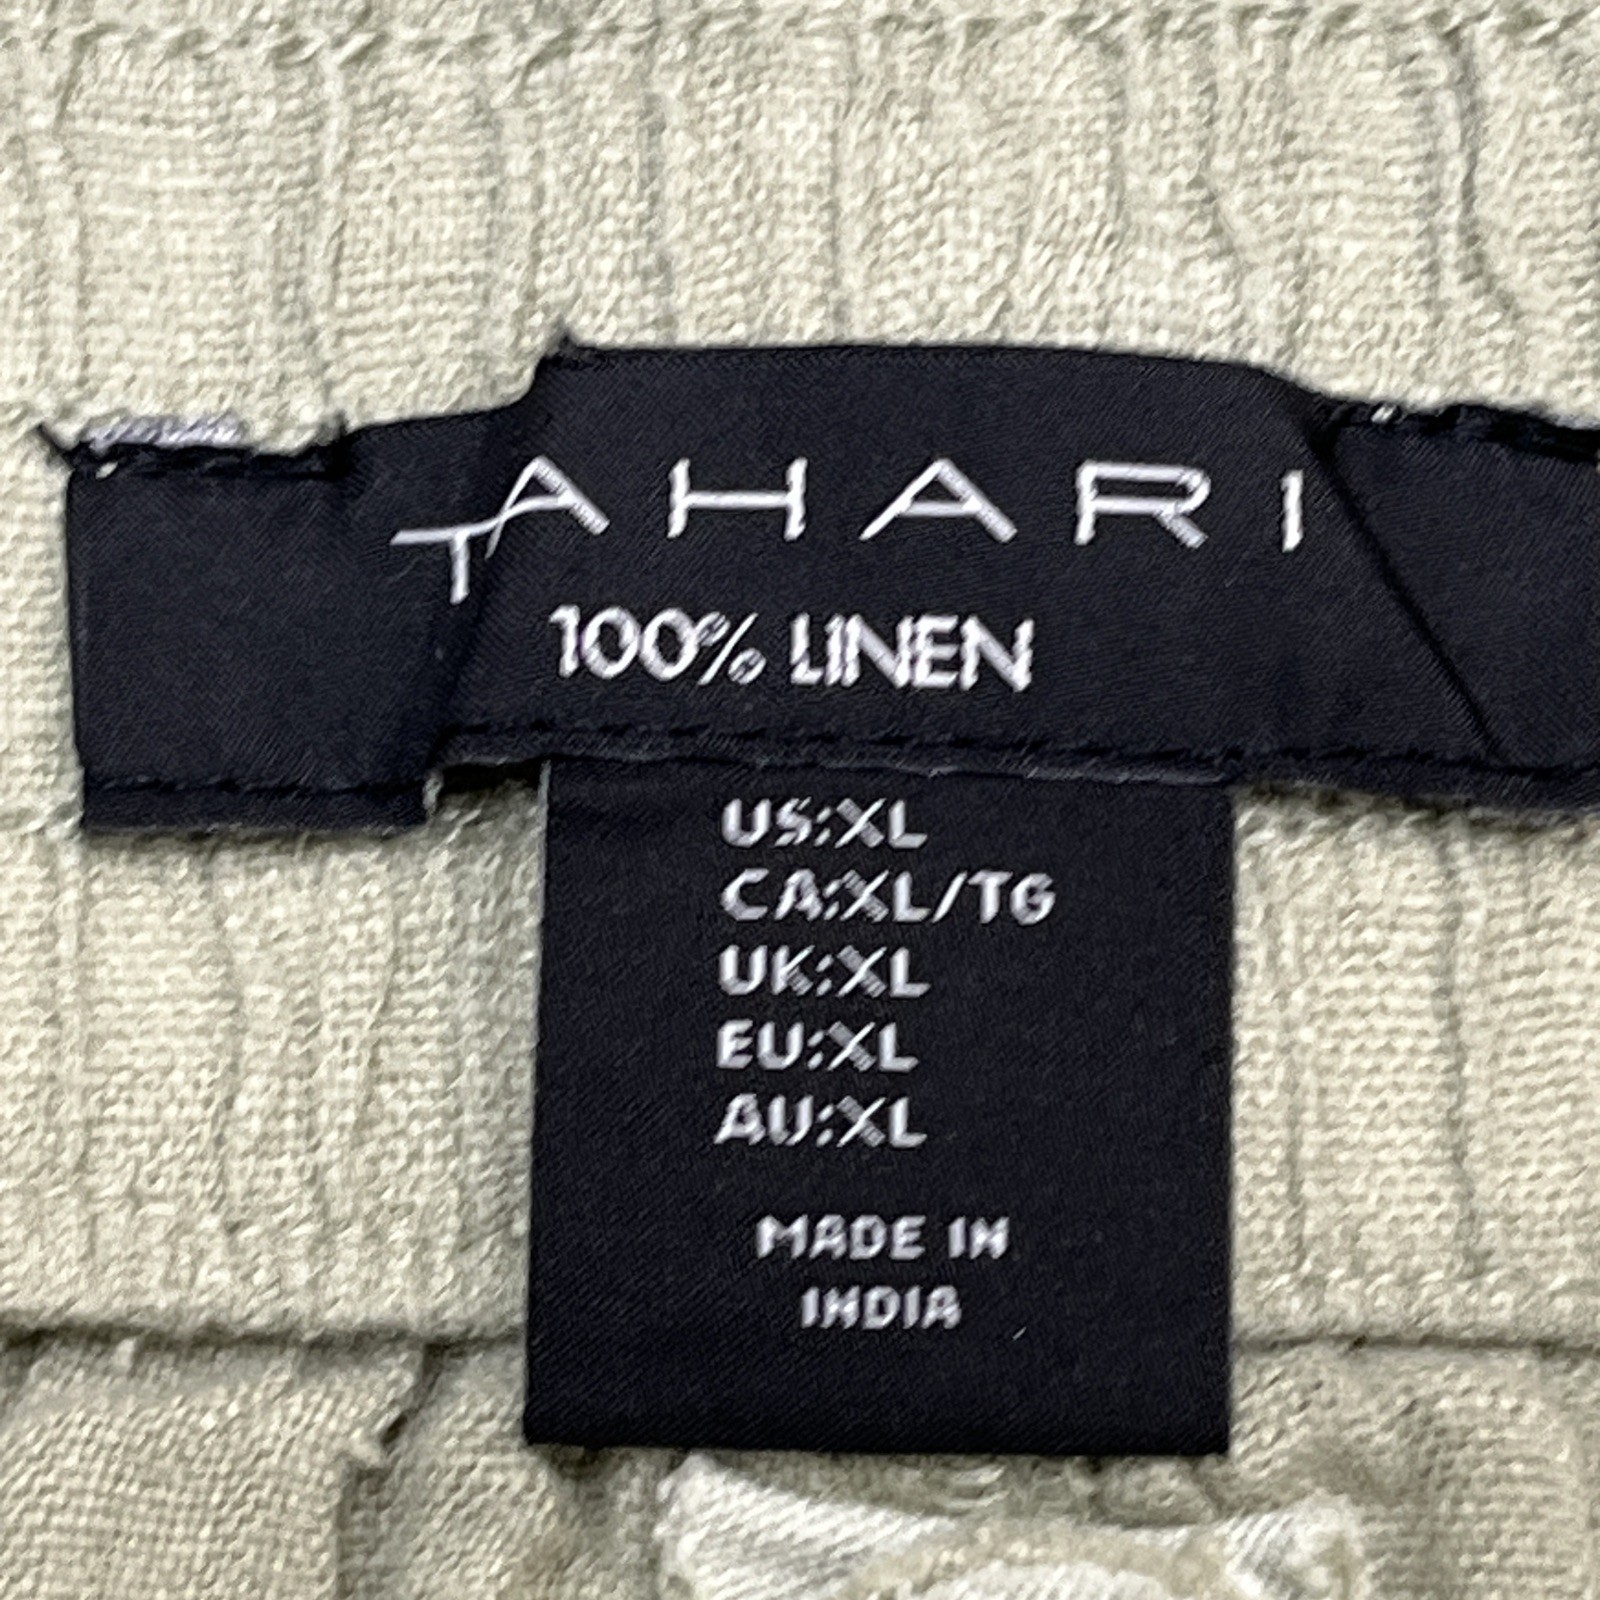 TAHARI
100% LINEN
US:XL
CA:XL/TG
UK:XL
EU:XL
AU:XL
MADE IN
INDIA